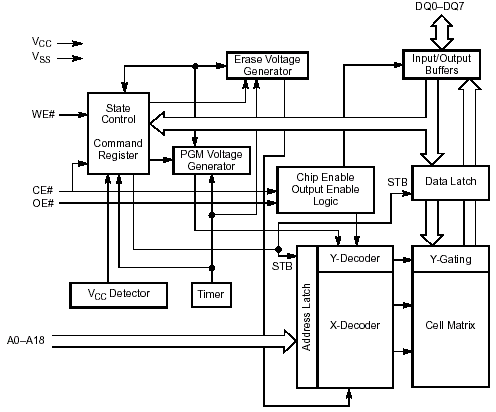 DQ0–DQ7
VCC
VSS
Erase Voltage
Generator
Input/Output
Buffers
WE#
State
Control
Command
Register
PGM Voltage
Generator
Chip Enable
Output Enable
Logic
CE#
OE#
STB
Data Latch
STB
Address Latch
Y-Decoder
Y-Gating
VCC Detector
Timer
A0–A18
X-Decoder
Cell Matrix